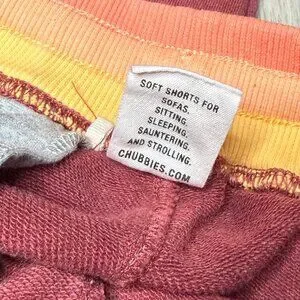 SOFT SHORTS FOR
SOFAS.
SITTING,
SLEEPING,
SAUNTERING.
AND STROLLING.
CHUBBIES.COM